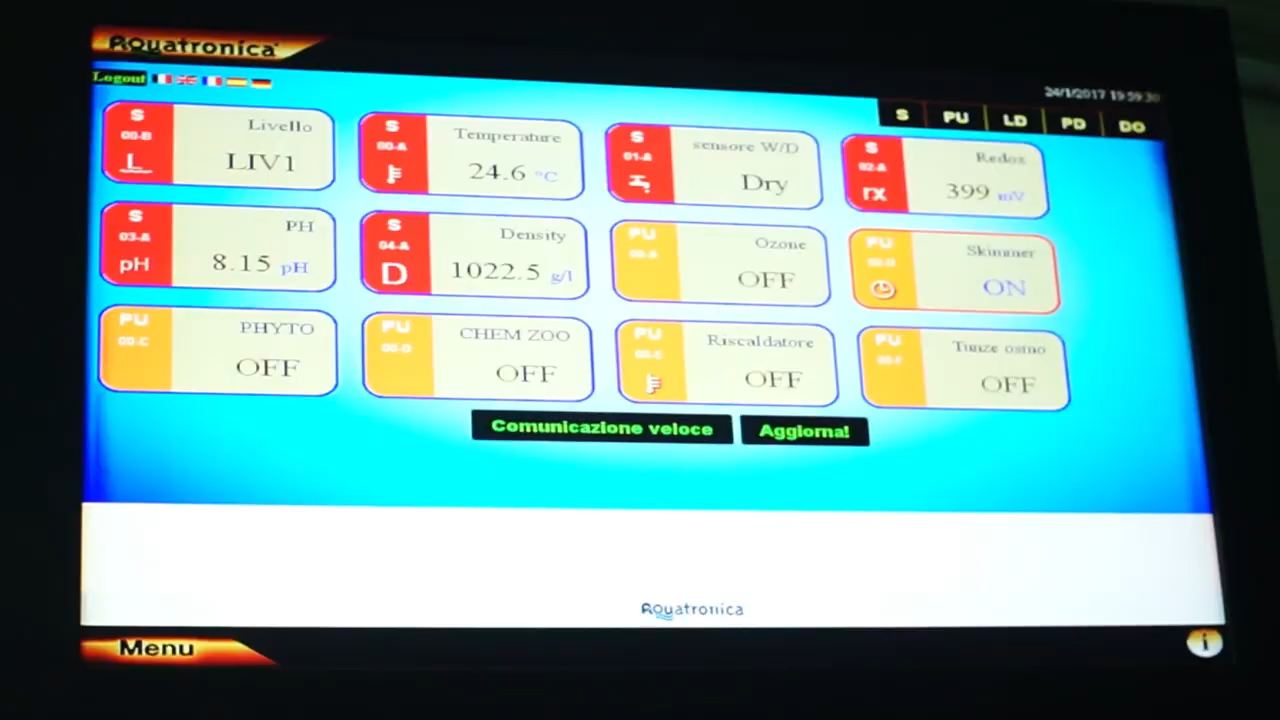 Aquatronica
Logout
24/1/2017 19:59:30
S PU LD PD DO
S
00-B
L
Livello
LIV1
S
00-A
Temperature
24.6 °C
S
01-A
sensore W/D
Dry
S
02-A
rx
Redox
399 mV
S
03-A
pH
PH
8.15 pH
S
04-A
D
Density
1022.5 g/l
PU
Ozone
OFF
PU
Skimmer
ON
PU
00-C
PHYTO
OFF
PU
00-D
CHEM ZOO
OFF
PU
00-E
Riscaldatore
OFF
PU
00-F
Tunze osmo
OFF
Comunicazione veloce
Aggiorna!
Aquatronica
Menu
i